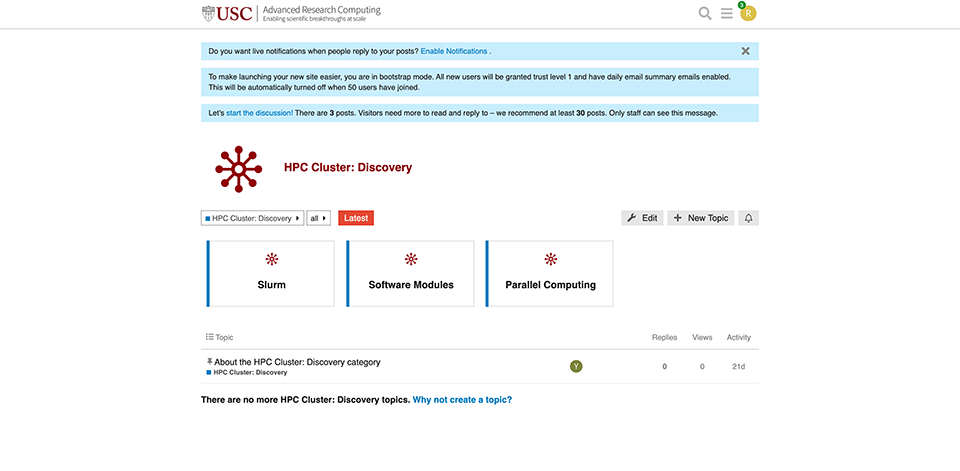 USC Advanced Research Computing
Enabling scientific breakthroughs at scale
3
R
Do you want live notifications when people reply to your posts? Enable Notifications .
To make launching your new site easier, you are in bootstrap mode. All new users will be granted trust level 1 and have daily email summary emails enabled.
This will be automatically turned off when 50 users have joined.
Let's start the discussion! There are 3 posts. Visitors need more to read and reply to – we recommend at least 30 posts. Only staff can see this message.
HPC Cluster: Discovery
HPC Cluster: Discovery all Latest Edit New Topic
Slurm Software Modules Parallel Computing
Topic Replies Views Activity
About the HPC Cluster: Discovery category Y 0 0 21d
HPC Cluster: Discovery
There are no more HPC Cluster: Discovery topics. Why not create a topic?